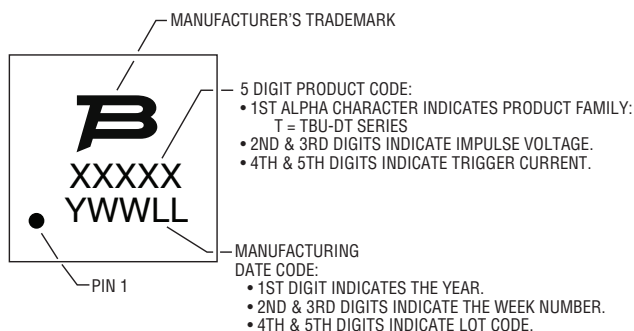 MANUFACTURER'S TRADEMARK
5 DIGIT PRODUCT CODE:
• 1ST ALPHA CHARACTER INDICATES PRODUCT FAMILY:
T = TBU-DT SERIES
• 2ND & 3RD DIGITS INDICATE IMPULSE VOLTAGE.
• 4TH & 5TH DIGITS INDICATE TRIGGER CURRENT.
XXXXX
YWWLL
MANUFACTURING
DATE CODE:
• 1ST DIGIT INDICATES THE YEAR.
• 2ND & 3RD DIGITS INDICATE THE WEEK NUMBER.
• 4TH & 5TH DIGITS INDICATE LOT CODE.
PIN 1